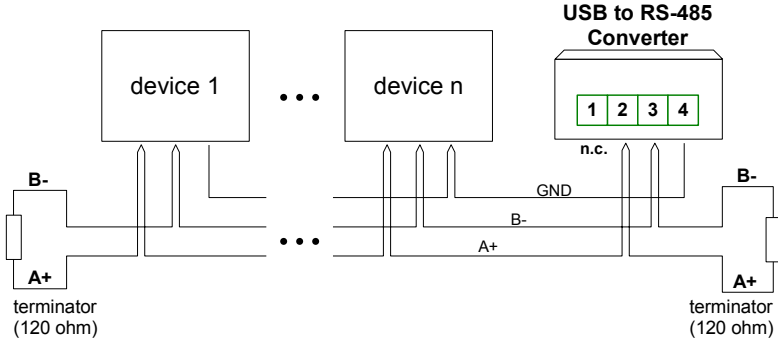 USB to RS-485
Converter
device 1
• • •
device n
1 2 3 4
n.c.
B-
GND
B-
B-
• • •
A+
A+
A+
terminator
(120 ohm)
terminator
(120 ohm)